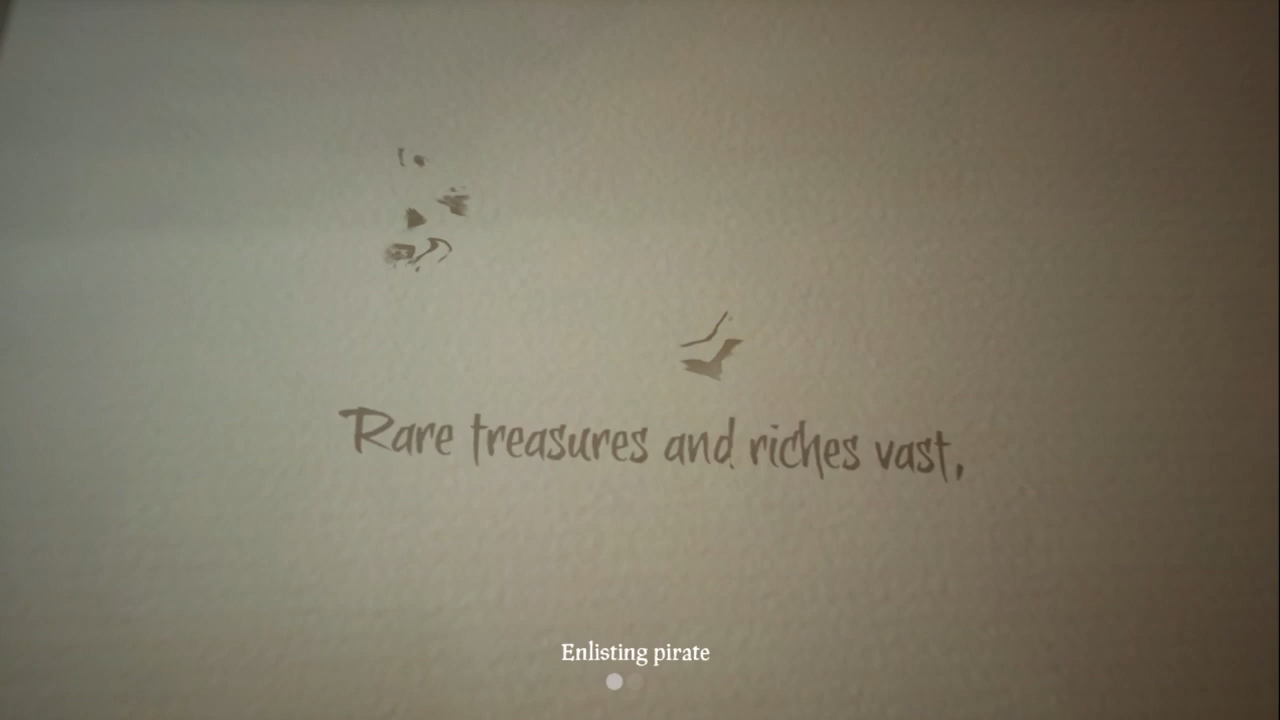 Rare treasures and riches vast,
Enlisting pirate